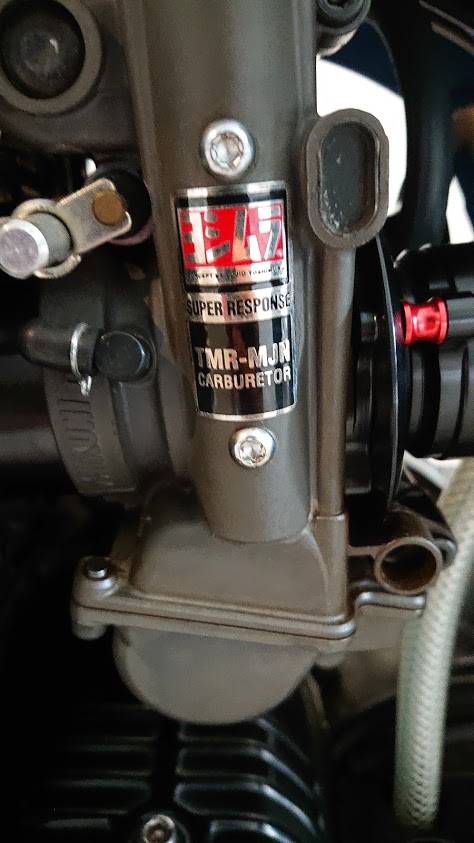 ヨシムラ
SUPER RESPONSE
TMR-MJN
CARBURETOR